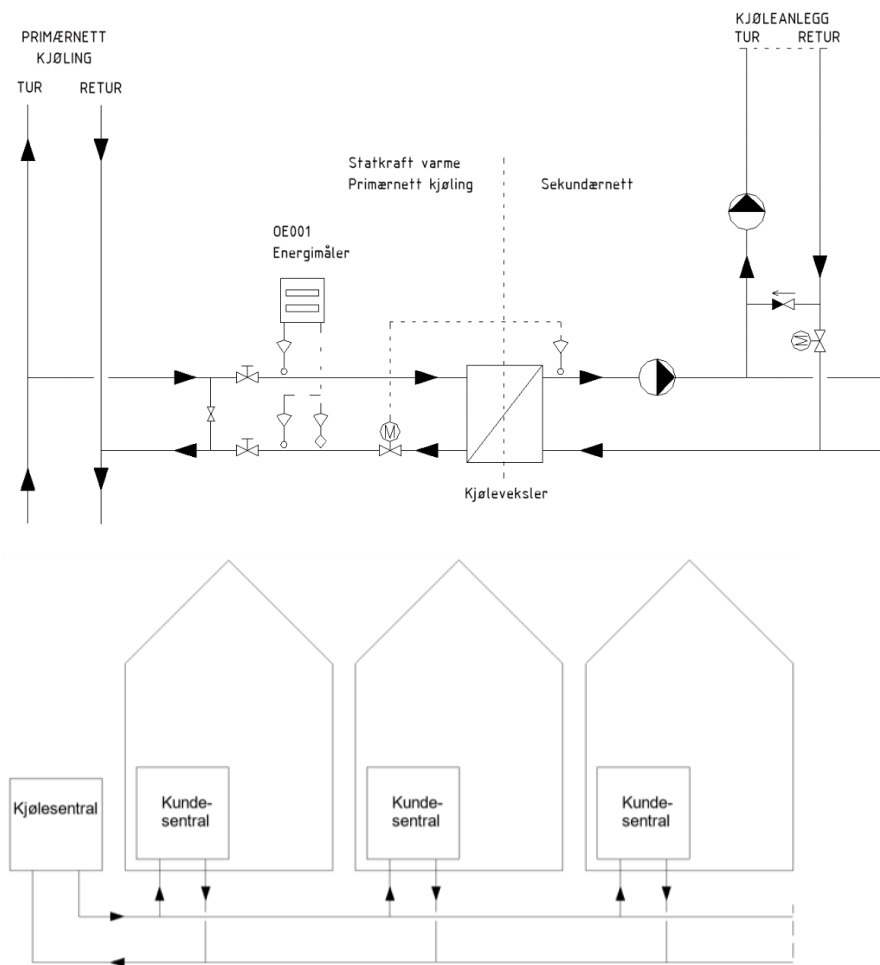 PRIMÆRNETT
KJØLING
TUR RETUR
KJØLEANLEGG
TUR RETUR
Statkraft varme
Primærnett kjøling
Sekundærnett
OE001
Energimåler
M
M
Kjøleveksler
Kjølesentral
Kunde-
sentral
Kunde-
sentral
Kunde-
sentral